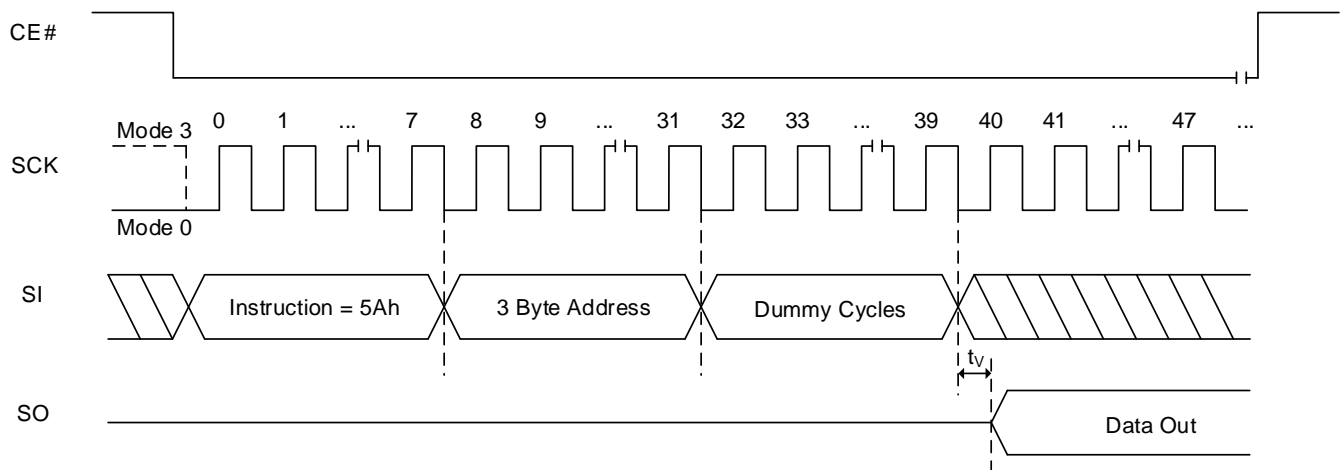 CE#
Mode 3
0 1 ... 7 8 9 ... 31 32 33 ... 39 40 41 ... 47 ...
SCK
Mode 0
SI
Instruction = 5Ah
3 Byte Address
Dummy Cycles
tV
SO
Data Out